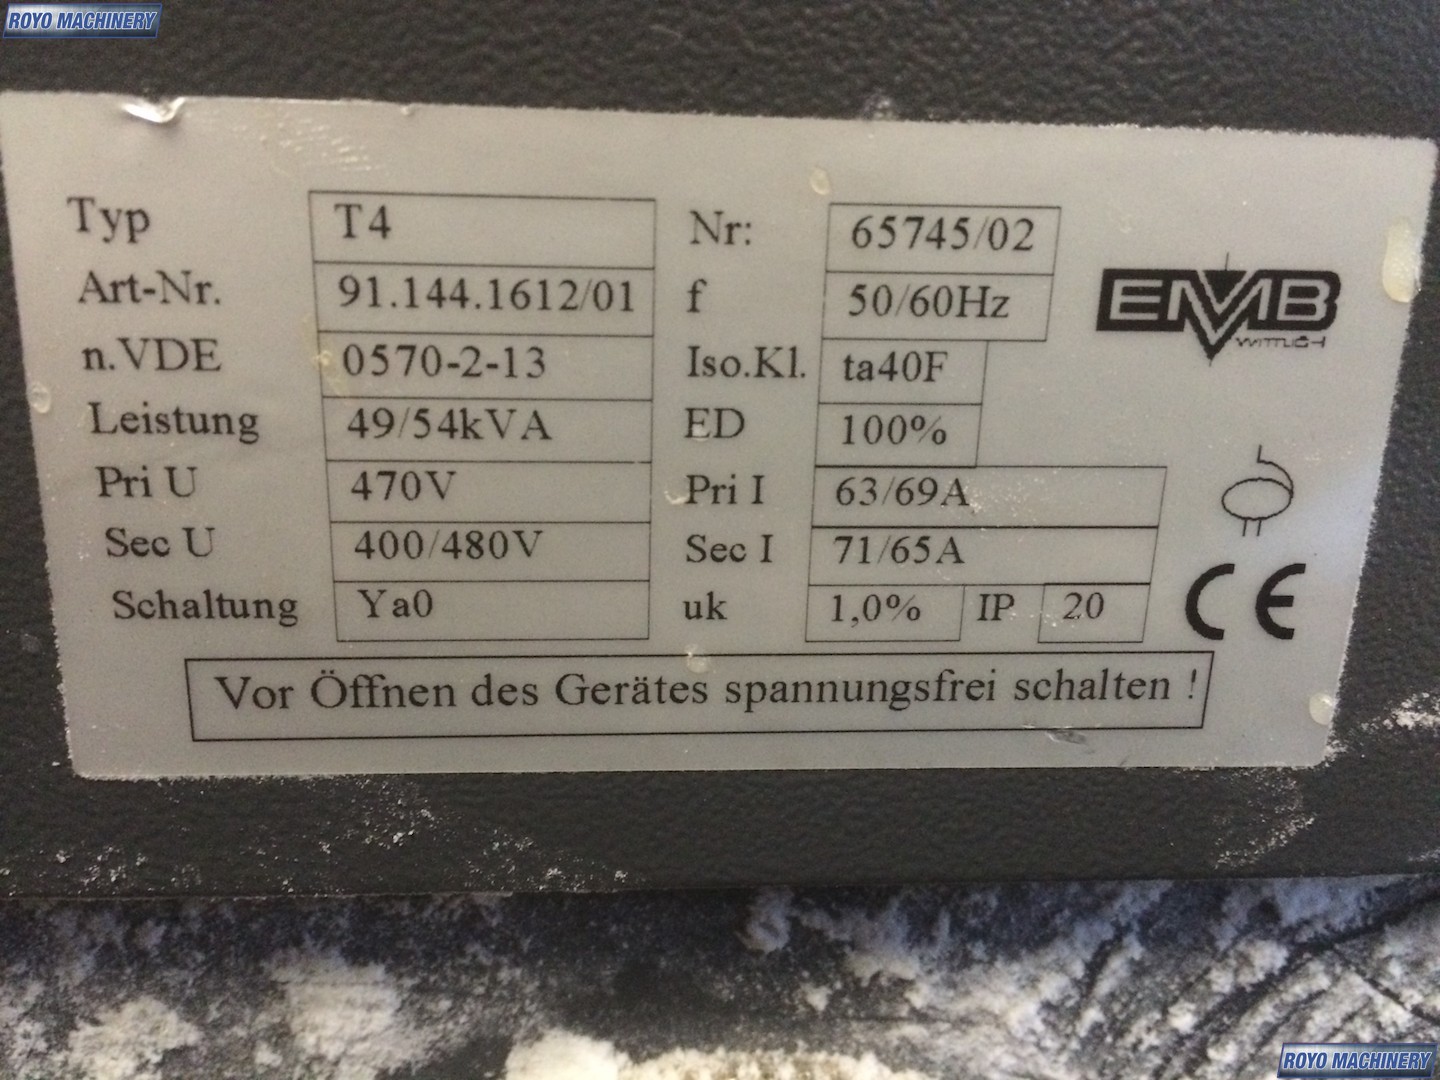 ROYO MACHINERY
Typ T4 Nr: 65745/02
Art-Nr. 91.144.1612/01 f 50/60Hz
n.VDE 0570-2-13 Iso.Kl. ta40F
Leistung 49/54kVA ED 100%
Pri U 470V Pri I 63/69A
Sec U 400/480V Sec I 71/65A
Schaltung Ya0 uk 1,0% IP 20
EMB
WITTLICH
CE
Vor Öffnen des Gerätes spannungsfrei schalten !
ROYO MACHINERY